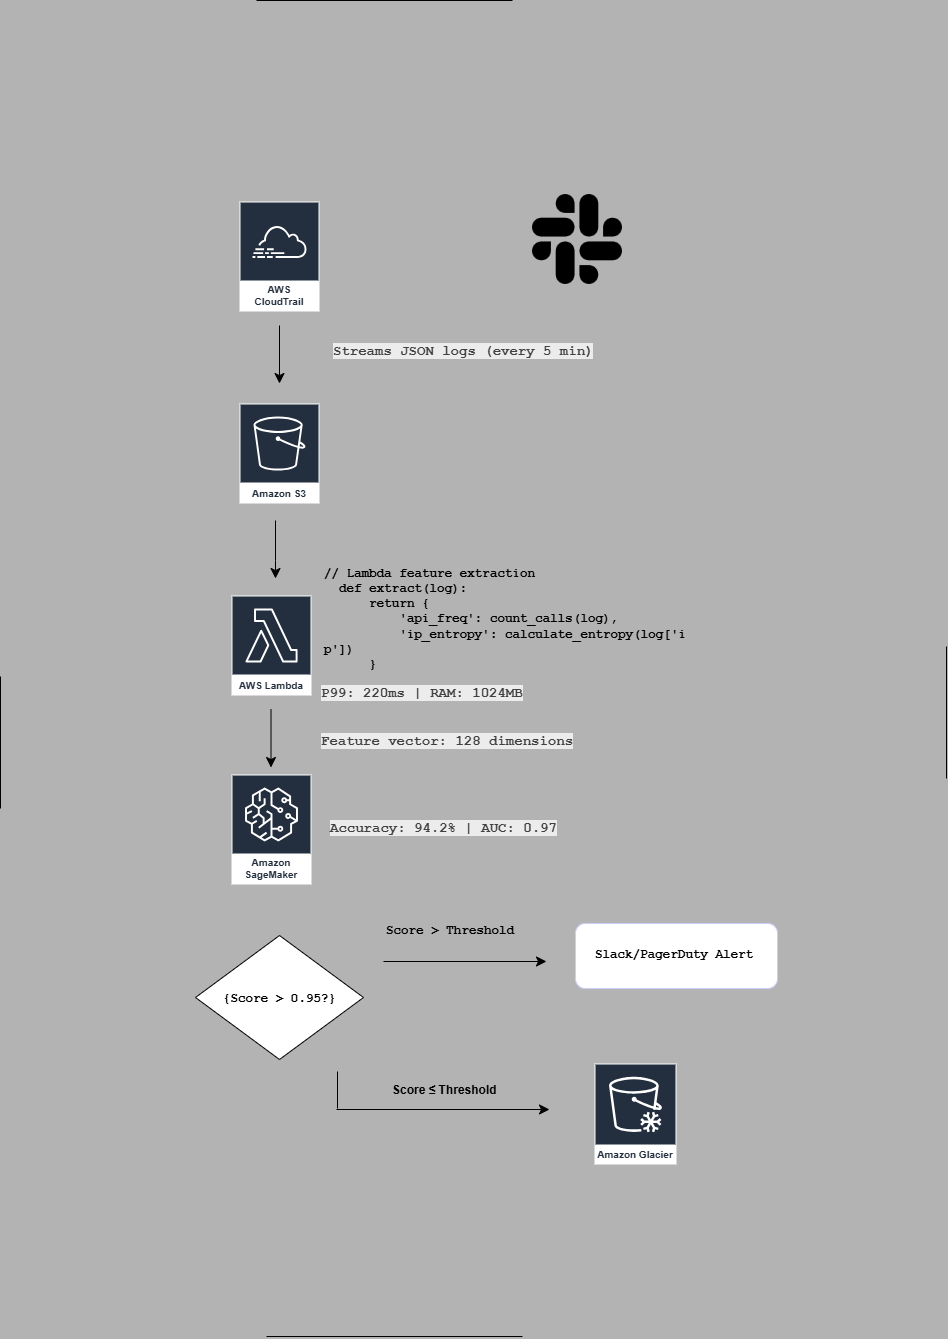 AWS
CloudTrail
Streams JSON logs (every 5 min)
Amazon S3
// Lambda feature extraction
def extract(log):
return {
'api_freq': count_calls(log),
'ip_entropy': calculate_entropy(log['i
p'])
}
AWS Lambda
P99: 220ms | RAM: 1024MB
Feature vector: 128 dimensions
Accuracy: 94.2% | AUC: 0.97
Amazon
SageMaker
Score > Threshold
Slack/PagerDuty Alert
{Score > 0.95?}
Score ≤ Threshold
Amazon Glacier